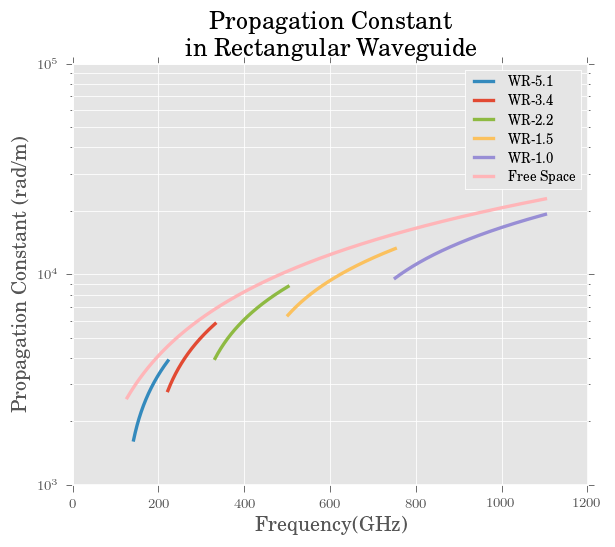 Propagation Constant
in Rectangular Waveguide
Propagation Constant (rad/m)
10^5
10^4
10^3
WR-5.1
WR-3.4
WR-2.2
WR-1.5
WR-1.0
Free Space
0 200 400 600 800 1000 1200
Frequency(GHz)